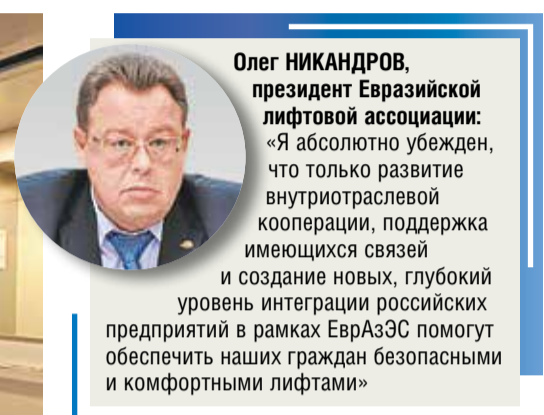 Олег НИКАНДРОВ,
президент Евразийской
лифтовой ассоциации:
«Я абсолютно убежден,
что только развитие
внутриотраслевой
кооперации, поддержка
имеющихся связей
и создание новых, глубокий
уровень интеграции российских
предприятий в рамках ЕврАзЭС помогут
обеспечить наших граждан безопасными
и комфортными лифтами»